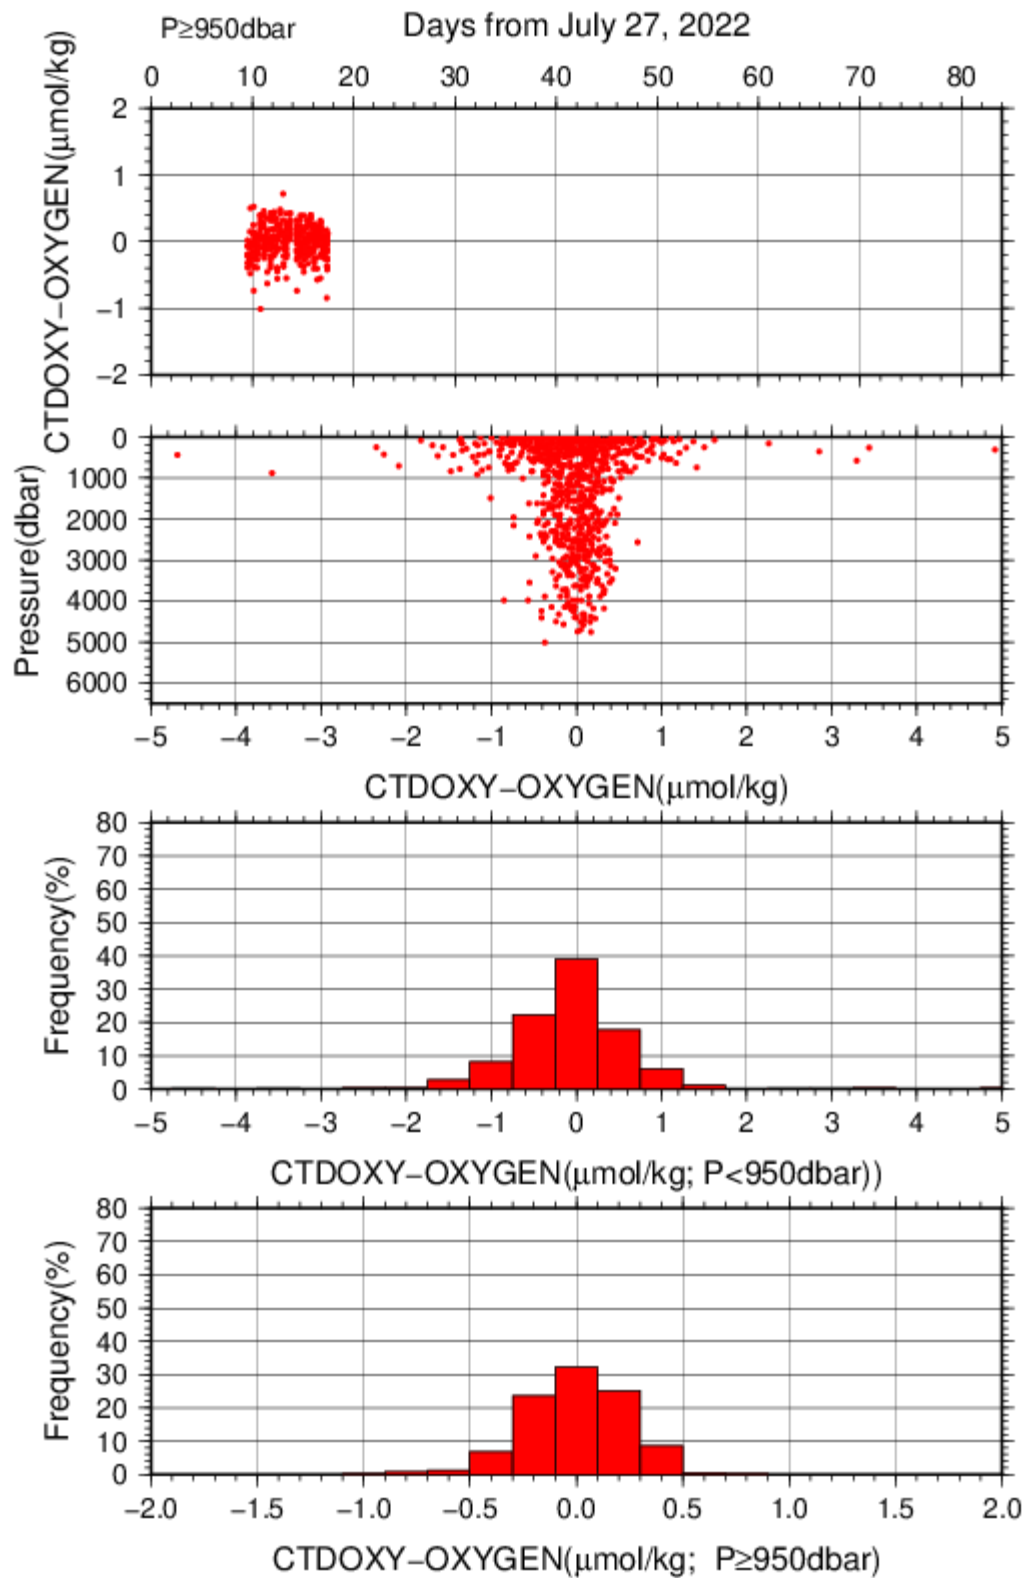 P≥950dbar
Days from July 27, 2022
0 10 20 30 40 50 60 70 80
CTDOXY−OXYGEN(μmol/kg)
2
1
0
−1
−2
Pressure(dbar)
0
1000
2000
3000
4000
5000
6000
−5 −4 −3 −2 −1 0 1 2 3 4 5
CTDOXY−OXYGEN(μmol/kg)
Frequency(%)
80
70
60
50
40
30
20
10
0
−5 −4 −3 −2 −1 0 1 2 3 4 5
CTDOXY−OXYGEN(μmol/kg; P<950dbar))
Frequency(%)
80
70
60
50
40
30
20
10
0
−2.0 −1.5 −1.0 −0.5 0.0 0.5 1.0 1.5 2.0
CTDOXY−OXYGEN(μmol/kg; P≥950dbar)